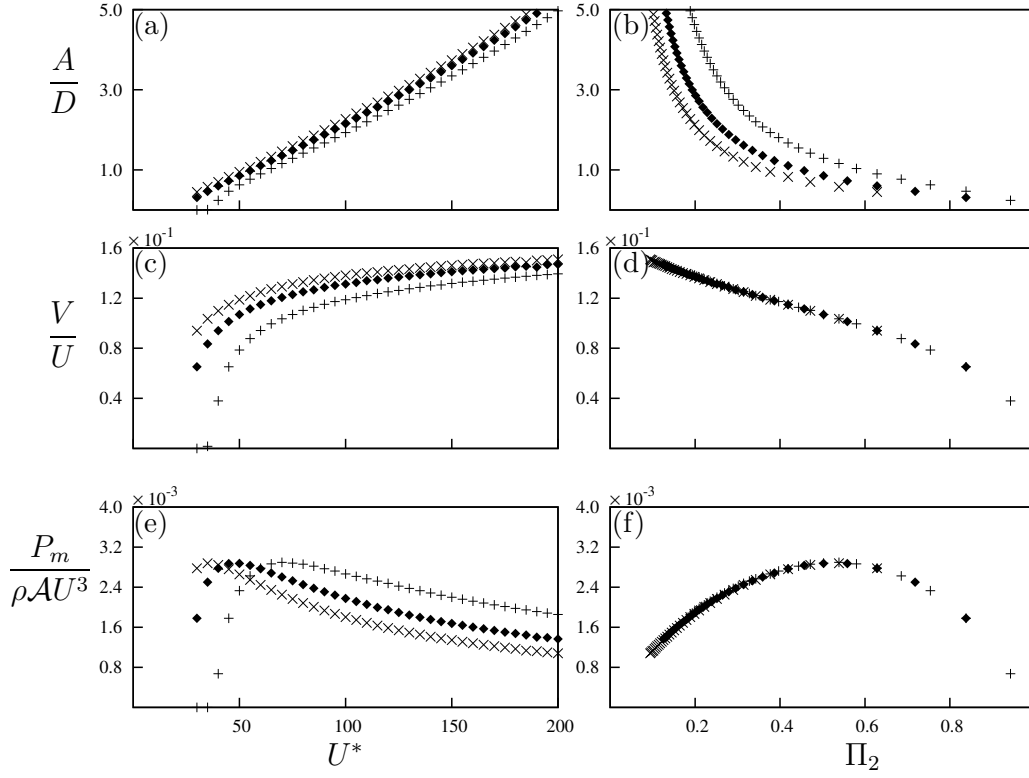 5.0 (a) (b) 5.0
A/D
3.0 3.0
1.0 1.0
× 10^{-1} × 10^{-1}
1.6 (c) (d) 1.6
1.2 1.2
V/U
0.8 0.8
0.4 0.4
× 10^{-3} × 10^{-3}
4.0 (e) (f) 4.0
3.2 3.2
P_m/ρ𝒜U^3
2.4 2.4
1.6 1.6
0.8 0.8
50 100 150 200 0.2 0.4 0.6 0.8
U* Π_2